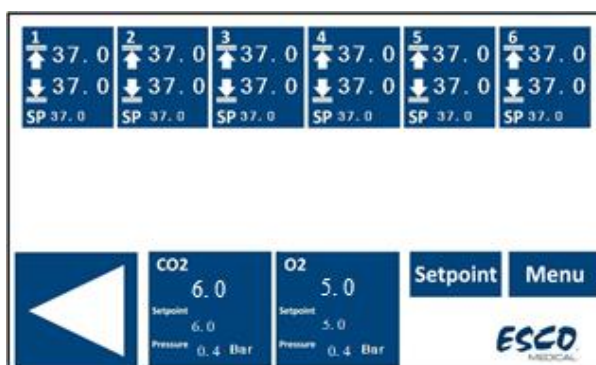 1 2 3 4 5 6
37.0 37.0 37.0 37.0 37.0 37.0
37.0 37.0 37.0 37.0 37.0 37.0
SP 37.0 SP 37.0 SP 37.0 SP 37.0 SP 37.0 SP 37.0
CO2
6.0
Setpoint
6.0
Pressure 0.4 Bar
O2
5.0
Setpoint
5.0
Pressure 0.4 Bar
Setpoint
Menu
ESCO
MEDICAL